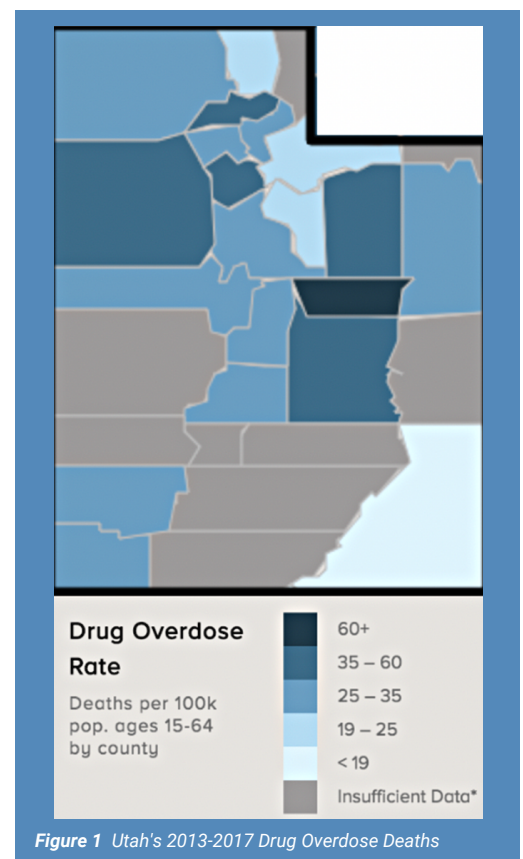 Drug Overdose
Rate
Deaths per 100k
pop. ages 15-64
by county
60+
35 – 60
25 – 35
19 – 25
< 19
Insufficient Data*
Figure 1 Utah's 2013-2017 Drug Overdose Deaths